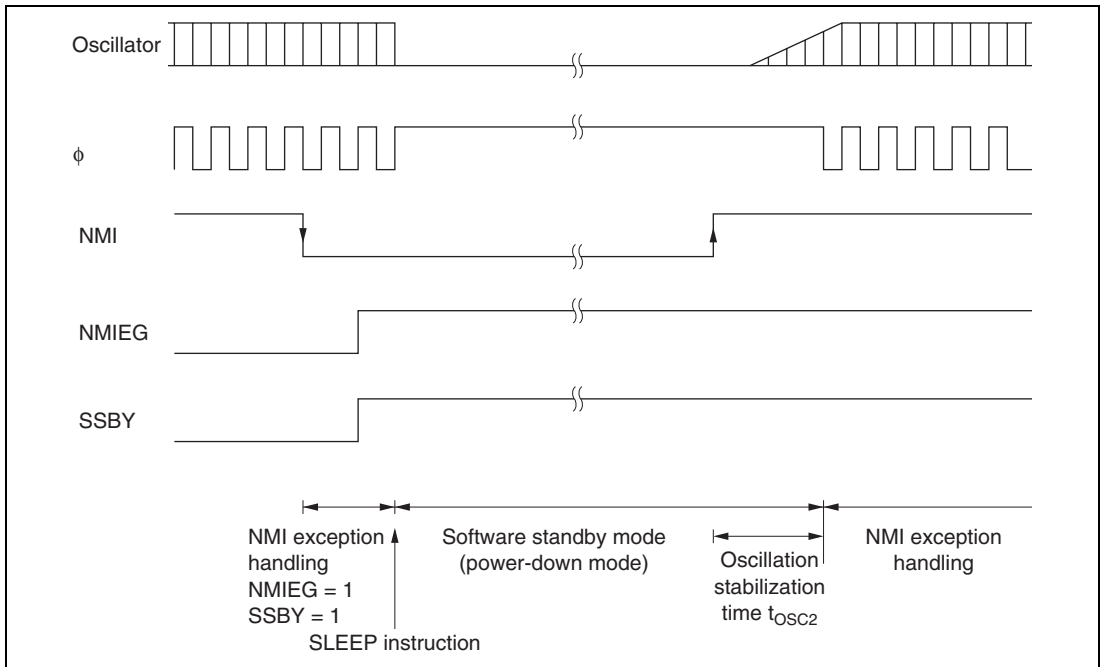 Oscillator
φ
NMI
NMIEG
SSBY
NMI exception
handling
NMIEG = 1
SSBY = 1
SLEEP instruction
Software standby mode
(power-down mode)
Oscillation
stabilization
time tOSC2
NMI exception
handling